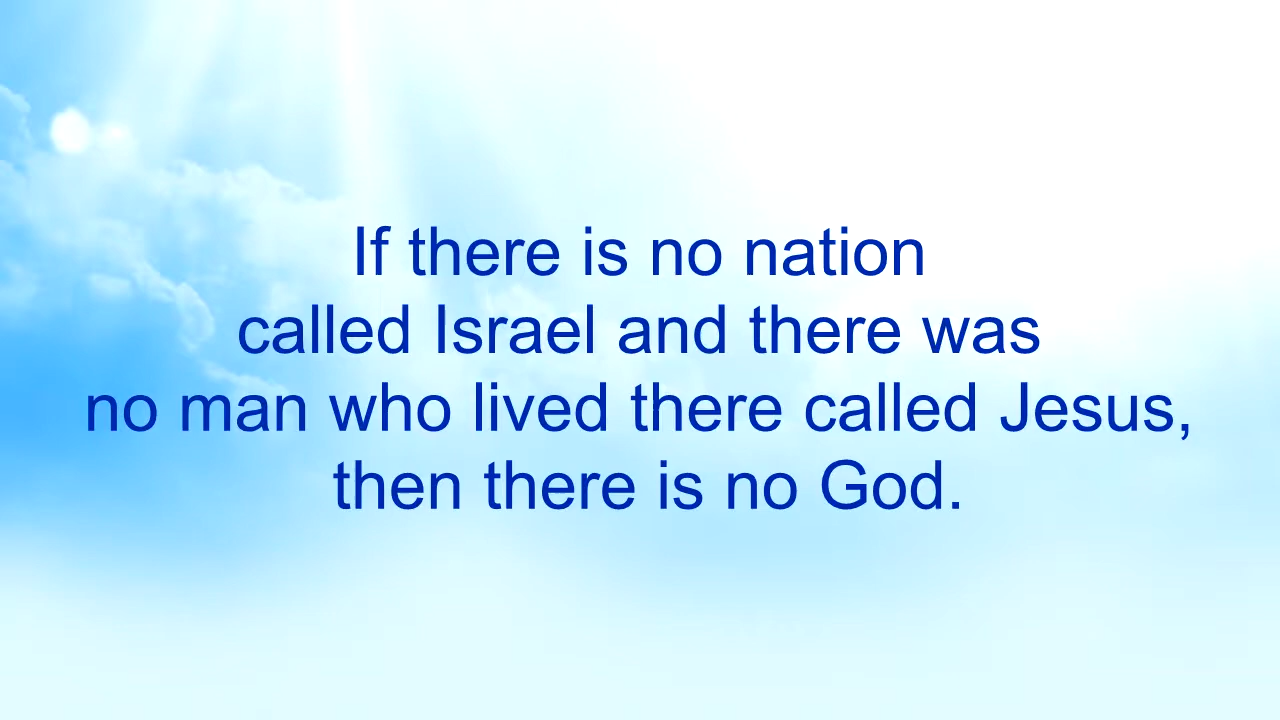 If there is no nation
called Israel and there was
no man who lived there called Jesus,
then there is no God.